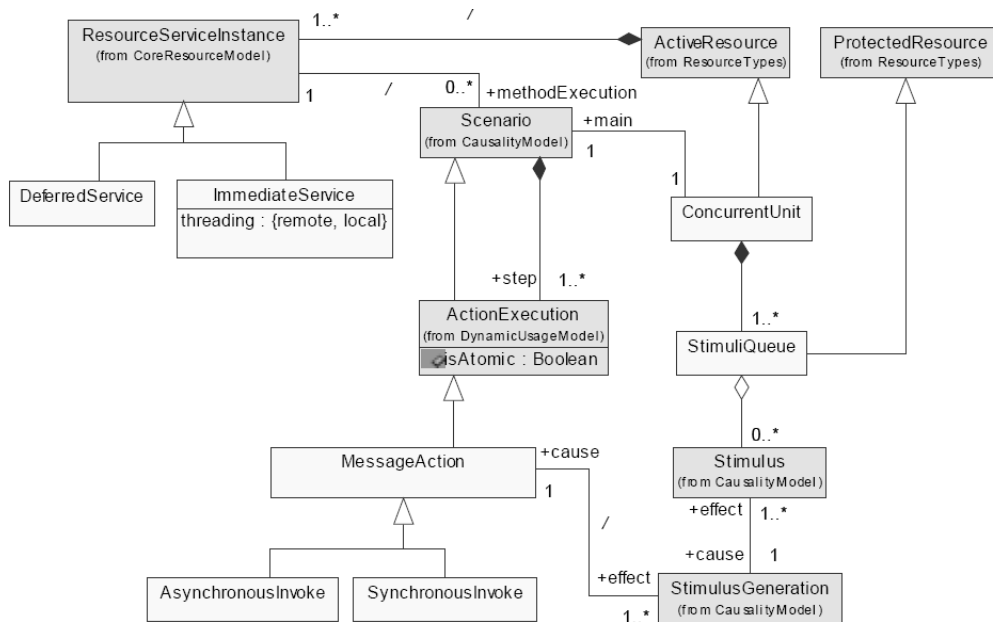 1..*
/
ResourceServiceInstance
(from CoreResourceModel)
ActiveResource
(from ResourceTypes)
ProtectedResource
(from ResourceTypes)
1
/
0..*
+methodExecution
Scenario
(from CausalityModel)
+main
1
DeferredService
ImmediateService
threading : {remote, local}
1
ConcurrentUnit
+step
1..*
1..*
ActionExecution
(from DynamicUsageModel)
isAtomic : Boolean
StimuliQueue
0..*
MessageAction
+cause
1
Stimulus
(from CausalityModel)
+effect
1..*
/
+cause
1
AsynchronousInvoke
SynchronousInvoke
+effect
1..*
StimulusGeneration
(from CausalityModel)